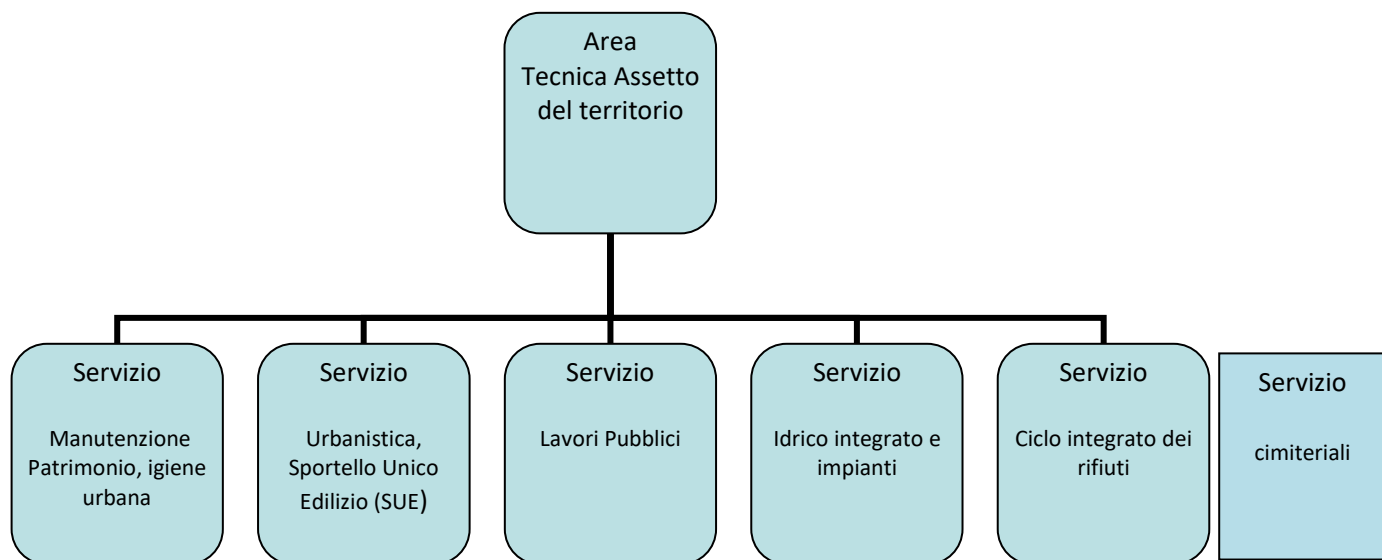 Area
Tecnica Assetto
del territorio
Servizio
Manutenzione
Patrimonio, igiene
urbana
Servizio
Urbanistica,
Sportello Unico
Edilizio (SUE)
Servizio
Lavori Pubblici
Servizio
Idrico integrato e
impianti
Servizio
Ciclo integrato dei
rifiuti
Servizio
cimiteriali